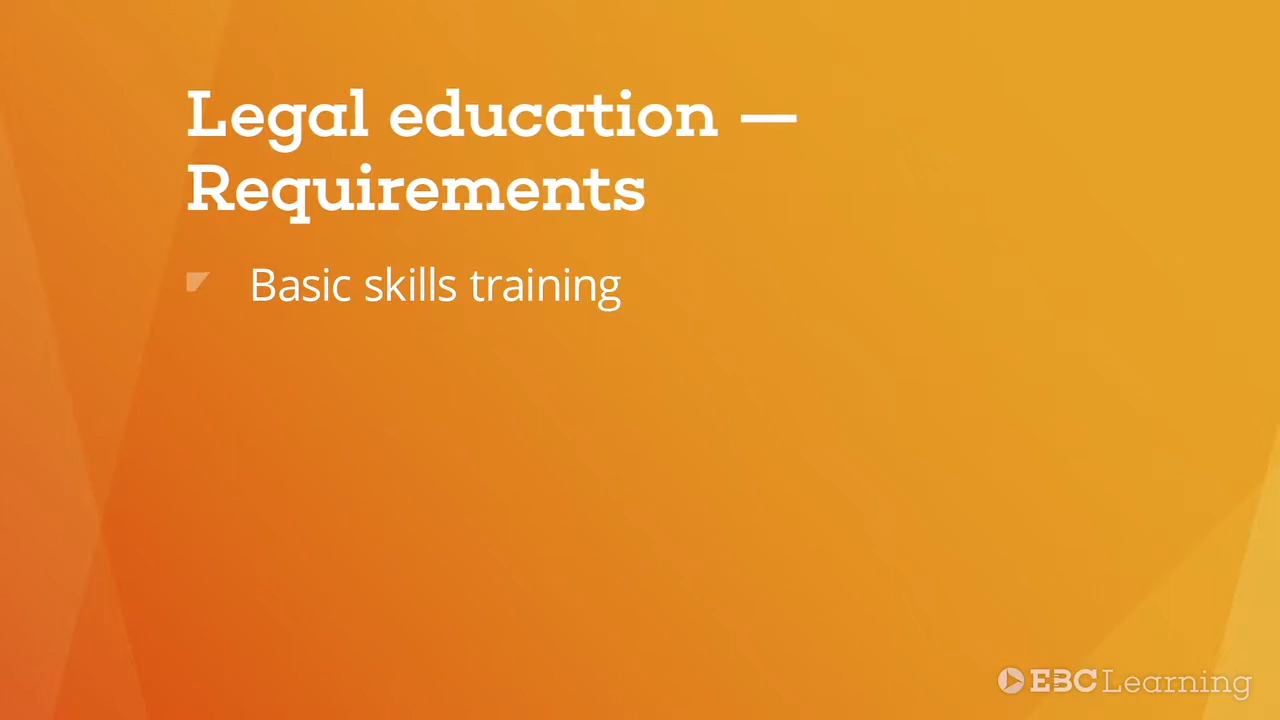 Legal education —
Requirements
Basic skills training
EBC Learning